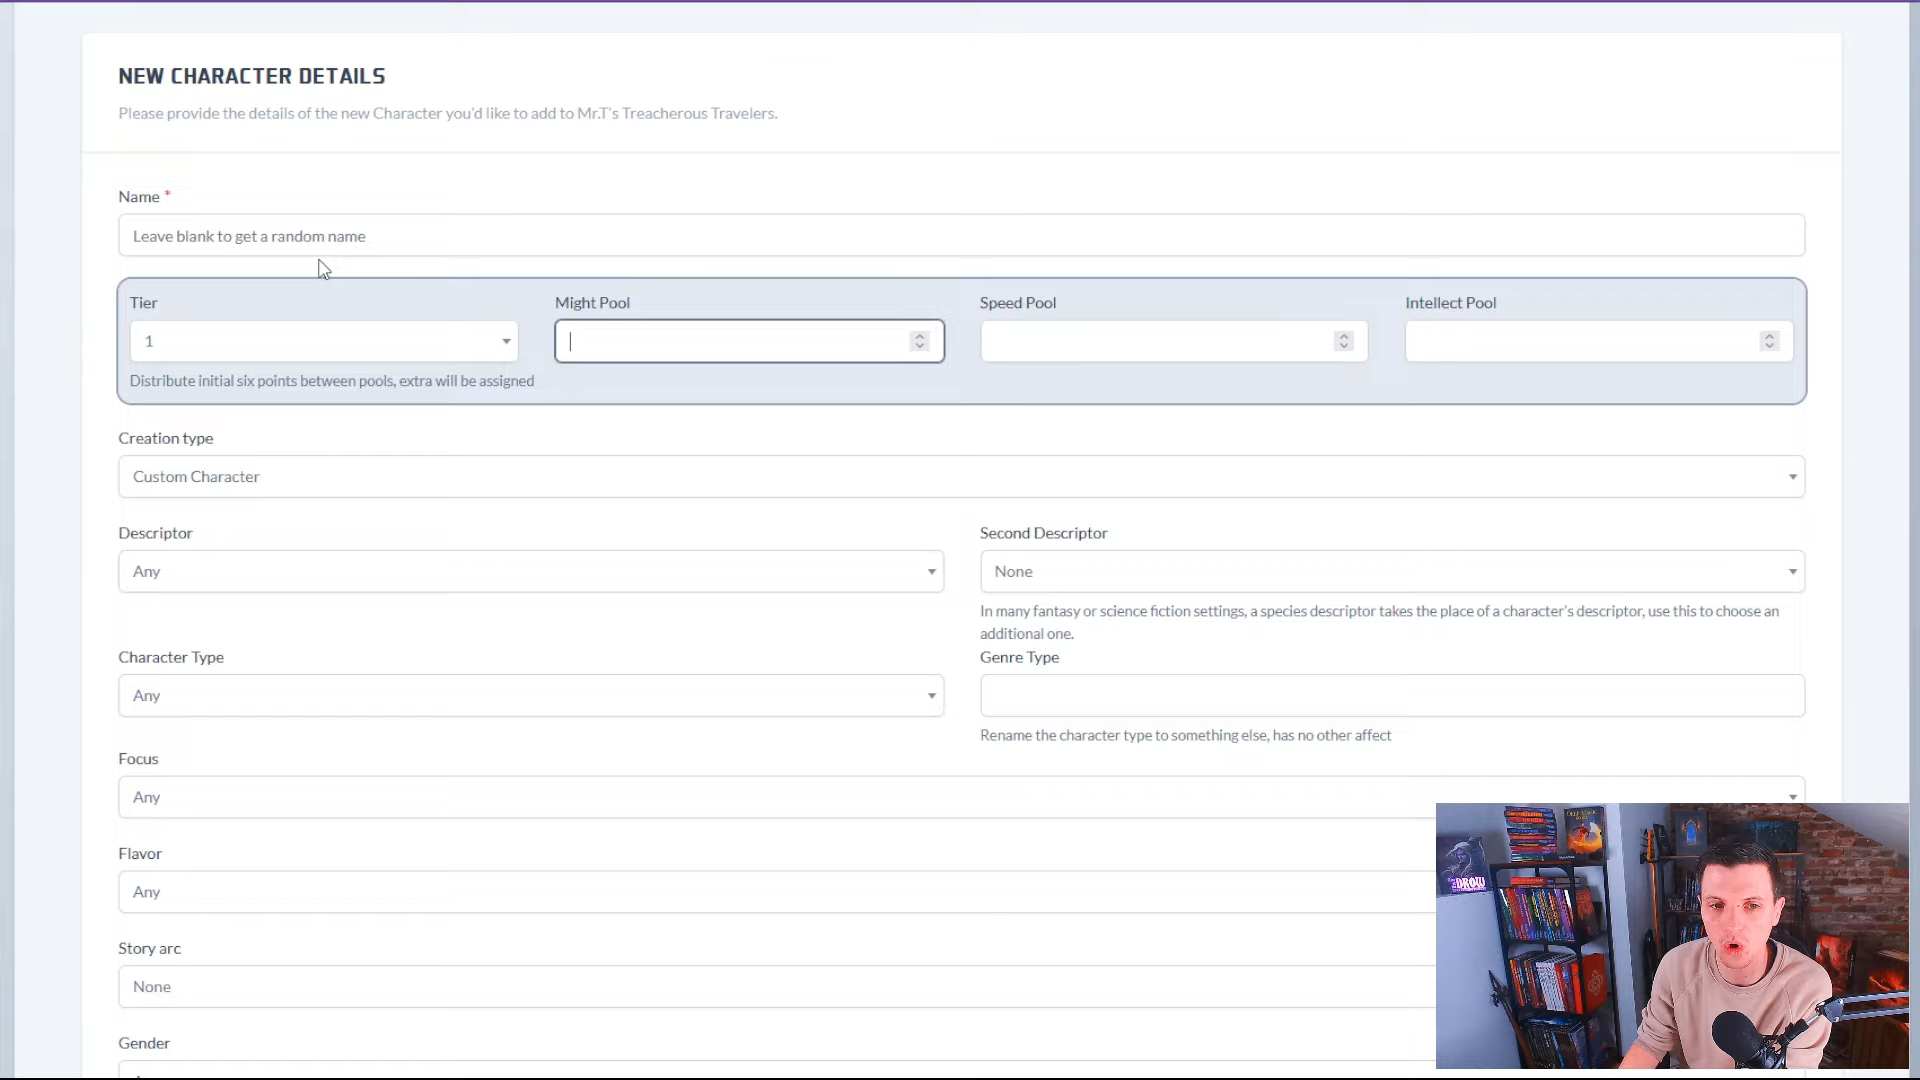 NEW CHARACTER DETAILS
Please provide the details of the new Character you'd like to add to Mr.T's Treacherous Travelers.
Name *
Leave blank to get a random name
Tier
Might Pool
Speed Pool
Intellect Pool
1
Distribute initial six points between pools, extra will be assigned
Creation type
Custom Character
Descriptor
Second Descriptor
Any
None
In many fantasy or science fiction settings, a species descriptor takes the place of a character's descriptor, use this to choose an
additional one.
Character Type
Genre Type
Any
Rename the character type to something else, has no other affect
Focus
Any
Flavor
Any
Story arc
None
Gender
DROW